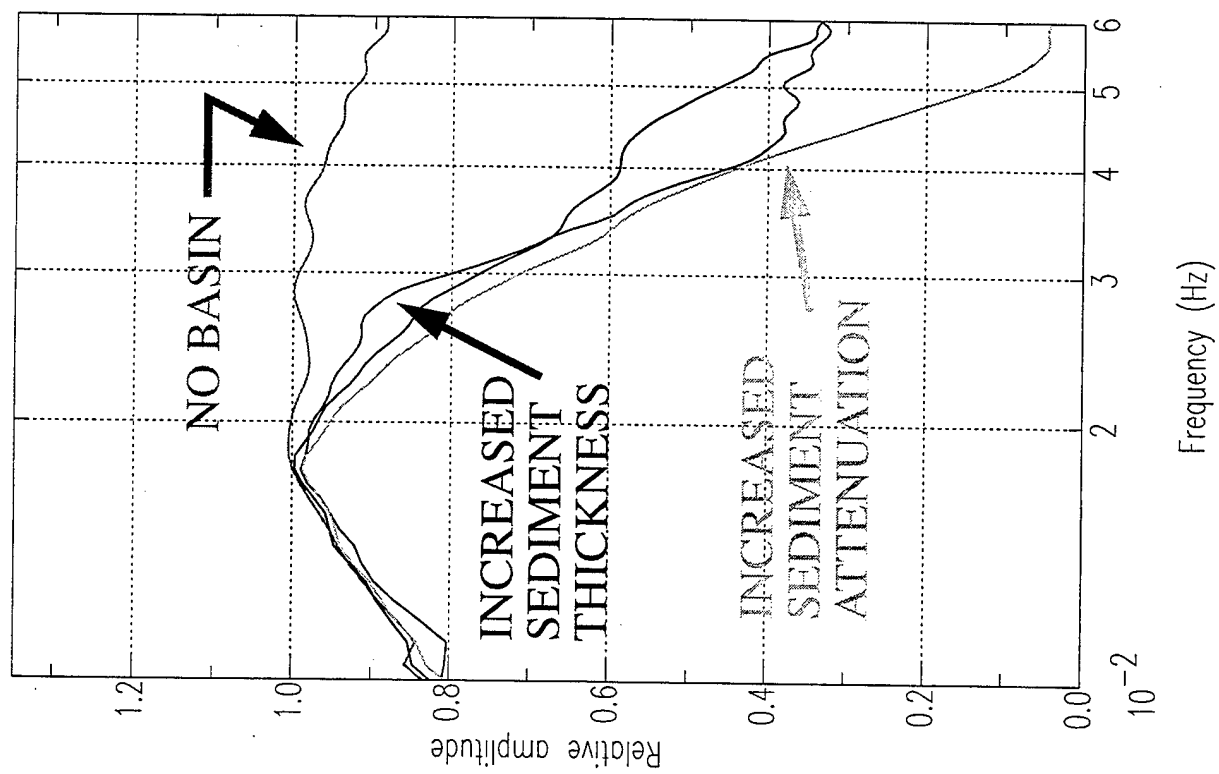 NO BASIN
INCREASED
SEDIMENT
THICKNESS
INCREASED
SEDIMENT
ATTENUATION
Relative amplitude
1.2
1.0
0.8
0.6
0.4
0.2
0.0
10⁻²
2
3
4
5
6
Frequency (Hz)